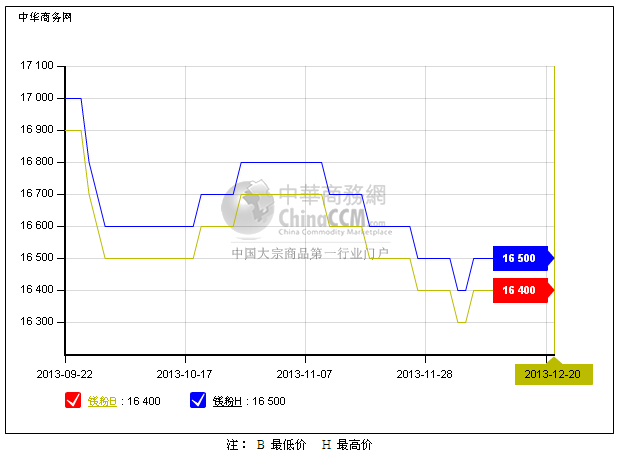 中华商务网
17 100
17 000
16 900
16 800
16 700
16 600
16 500
16 400
16 300
中華商務網
ChinaCCM.com
China Commodity Marketplace
中国大宗商品第一行业门户
16 500
16 400
2013-09-22
2013-10-17
2013-11-07
2013-11-28
2013-12-20
钱粉B : 16 400 钱粉H : 16 500
注： B 最低价 H 最高价